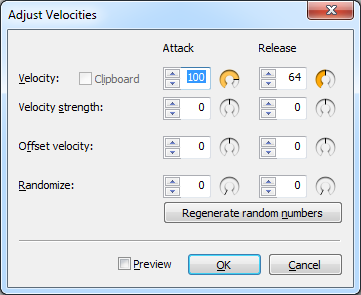 Adjust Velocities
Attack Release
Velocity: Clipboard 100 64
Velocity strength: 0 0
Offset velocity: 0 0
Randomize: 0 0
Regenerate random numbers
Preview OK Cancel